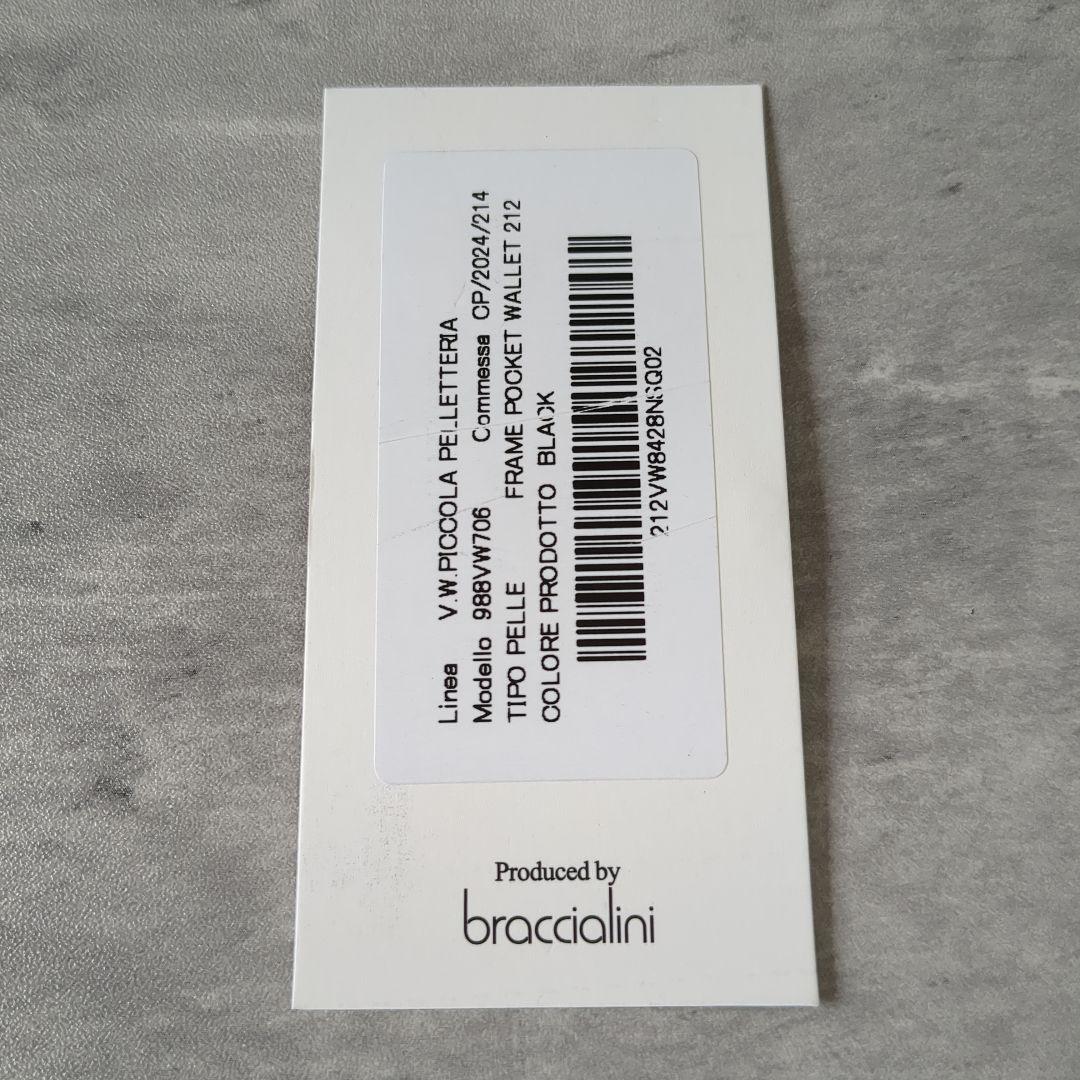 Linea V.W.PICCOLA PELLETTERIA
Modello 988VW706 Commessa CP/2024/214
TIPO PELLE FRAME POCKET WALLET 212
COLORE PRODOTTO BLACK
212VW8428NSQ02
Produced by
braccialini